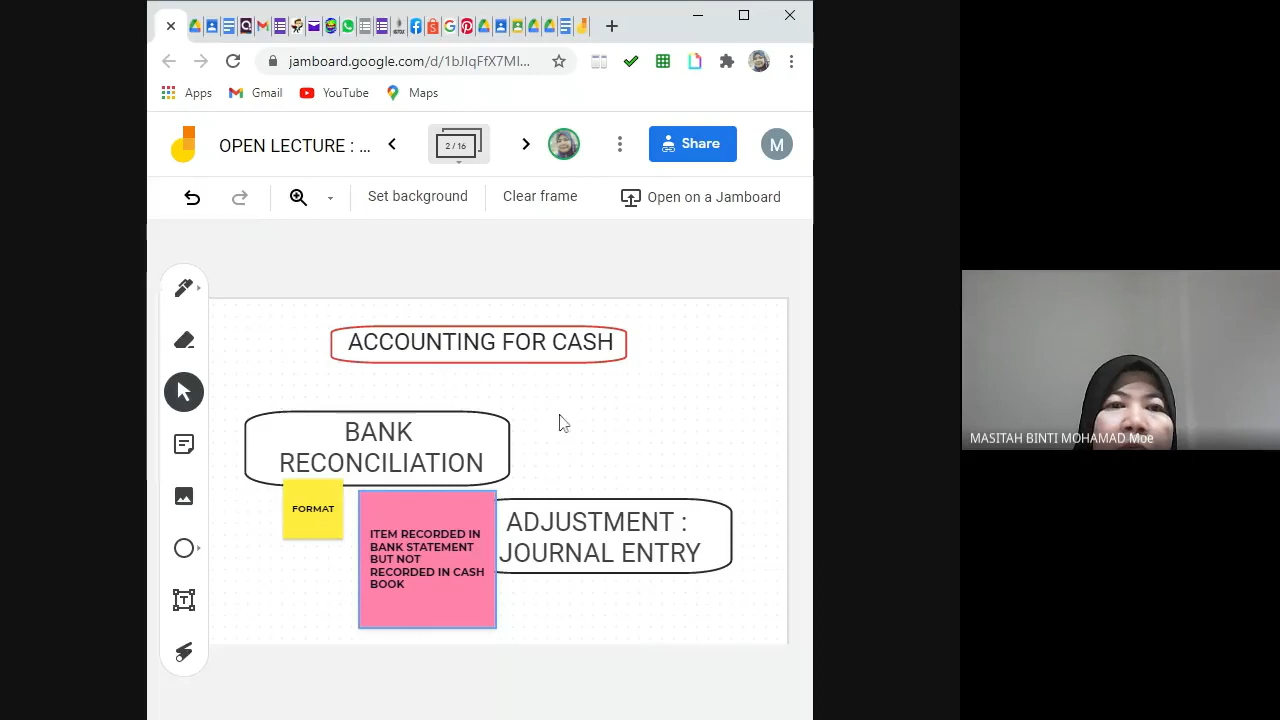 jamboard.google.com/d/1bJIqFfX7MI...
Apps
Gmail
YouTube
Maps
OPEN LECTURE : ...
2 / 16
Share
M
Set background
Clear frame
Open on a Jamboard
ACCOUNTING FOR CASH
BANK
RECONCILIATION
FORMAT
ITEM RECORDED IN
BANK STATEMENT
BUT NOT
RECORDED IN CASH
BOOK
ADJUSTMENT :
JOURNAL ENTRY
MASITAH BINTI MOHAMAD Moe